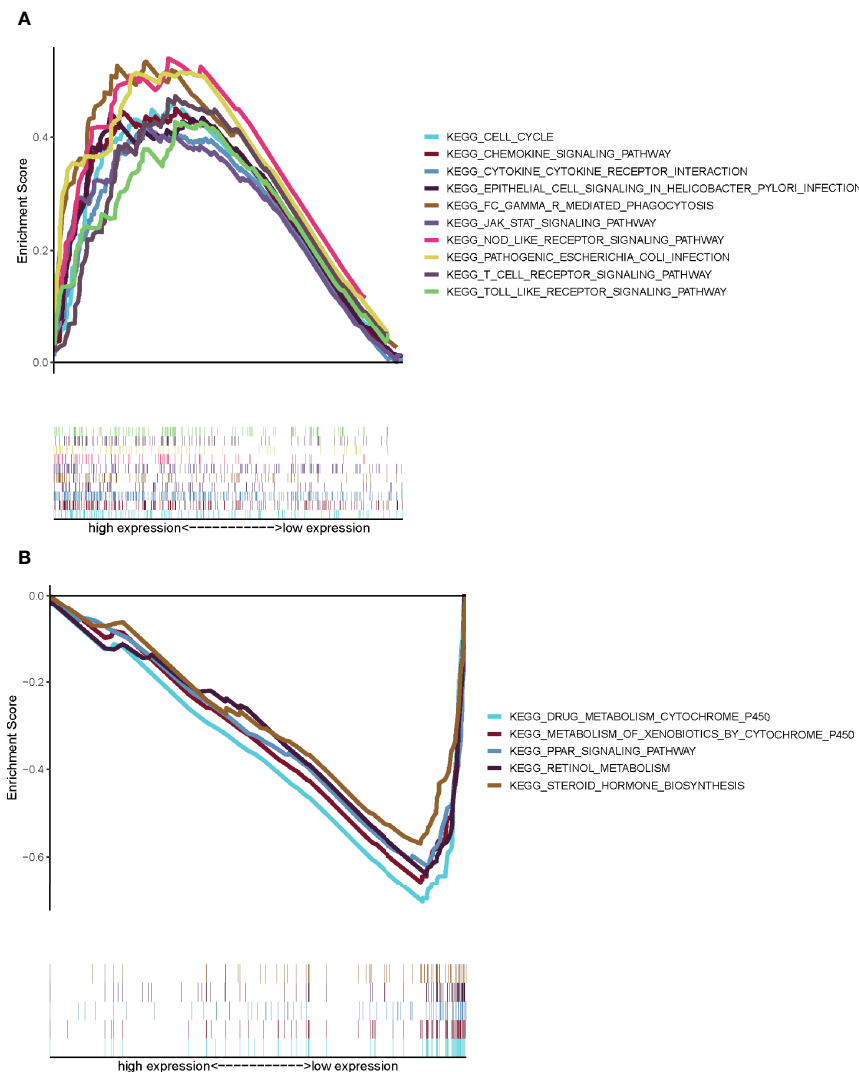 A
Enrichment Score
0.4
0.2
0.0
KEGG_CELL_CYCLE
KEGG_CHEMOKINE_SIGNALING_PATHWAY
KEGG_CYTOKINE_CYTOKINE_RECEPTOR_INTERACTION
KEGG_EPITHELIAL_CELL_SIGNALING_IN_HELICOBACTER_PYLORI_INFECTION
KEGG_FC_GAMMA_R_MEDIATED_PHAGOCYTOSIS
KEGG_JAK_STAT_SIGNALING_PATHWAY
KEGG_NOD_LIKE_RECEPTOR_SIGNALING_PATHWAY
KEGG_PATHOGENIC_ESCHERICHIA_COLI_INFECTION
KEGG_T_CELL_RECEPTOR_SIGNALING_PATHWAY
KEGG_TOLL_LIKE_RECEPTOR_SIGNALING_PATHWAY
high expression<------------>low expression
B
Enrichment Score
0.0
−0.2
−0.4
−0.6
KEGG_DRUG_METABOLISM_CYTOCHROME_P450
KEGG_METABOLISM_OF_XENOBIOTICS_BY_CYTOCHROME_P450
KEGG_PPAR_SIGNALING_PATHWAY
KEGG_RETINOL_METABOLISM
KEGG_STEROID_HORMONE_BIOSYNTHESIS
high expression<------------>low expression